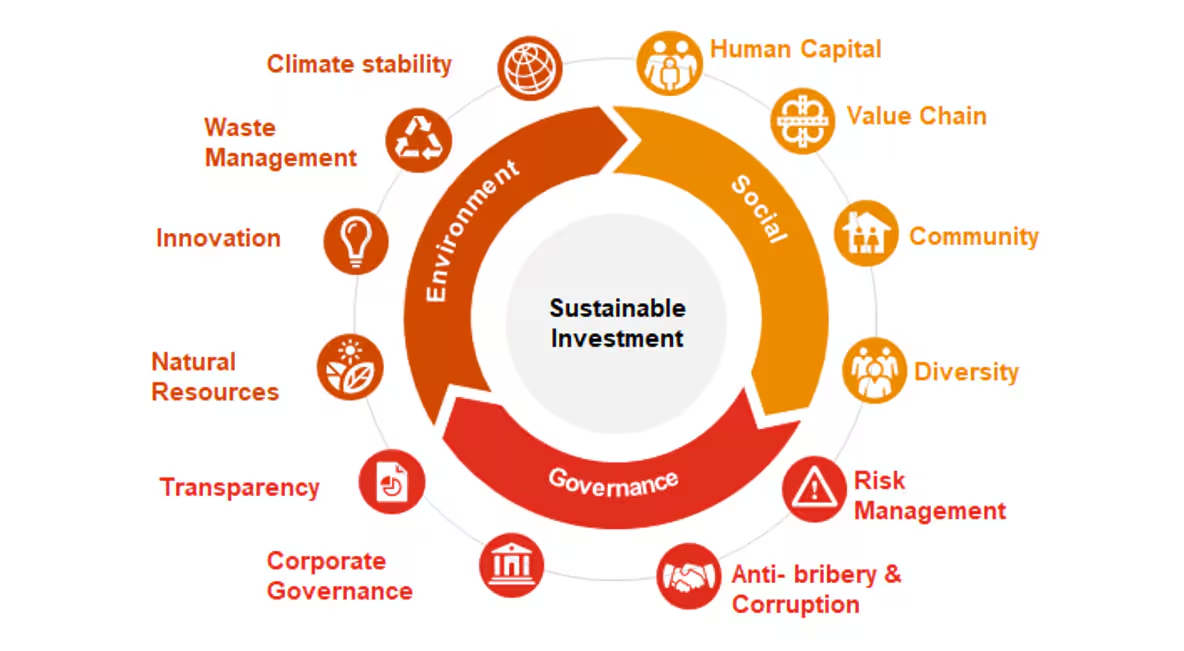 Climate stability
Human Capital
Waste
Management
Value Chain
Innovation
Community
Natural
Resources
Diversity
Transparency
Risk
Management
Corporate
Governance
Anti- bribery &
Corruption
Environment
Social
Governance
Sustainable
Investment